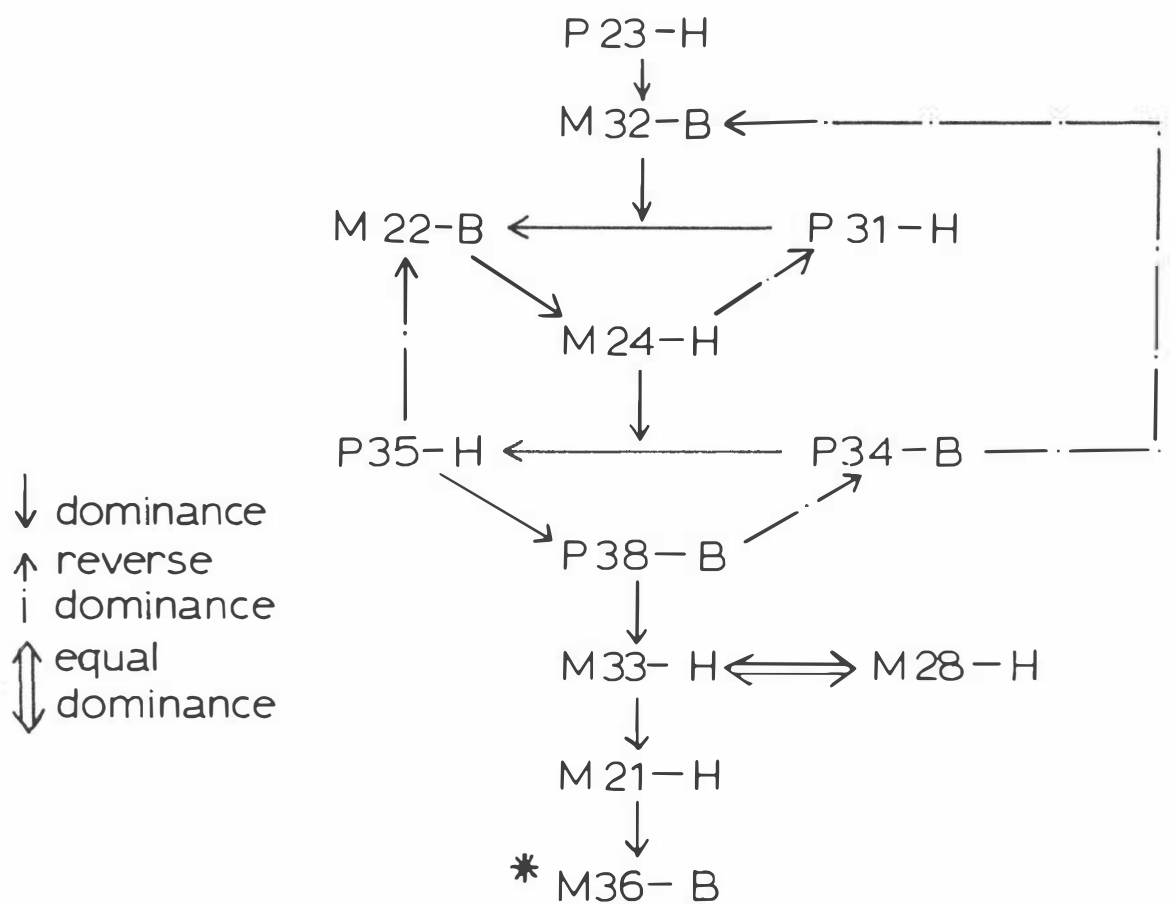 P23-H
M32-B
M22-B P31-H
M24-H
P35-H P34-B
P38-B
M33-H M28-H
M21-H
* M36-B
dominance
reverse
dominance
equal
dominance